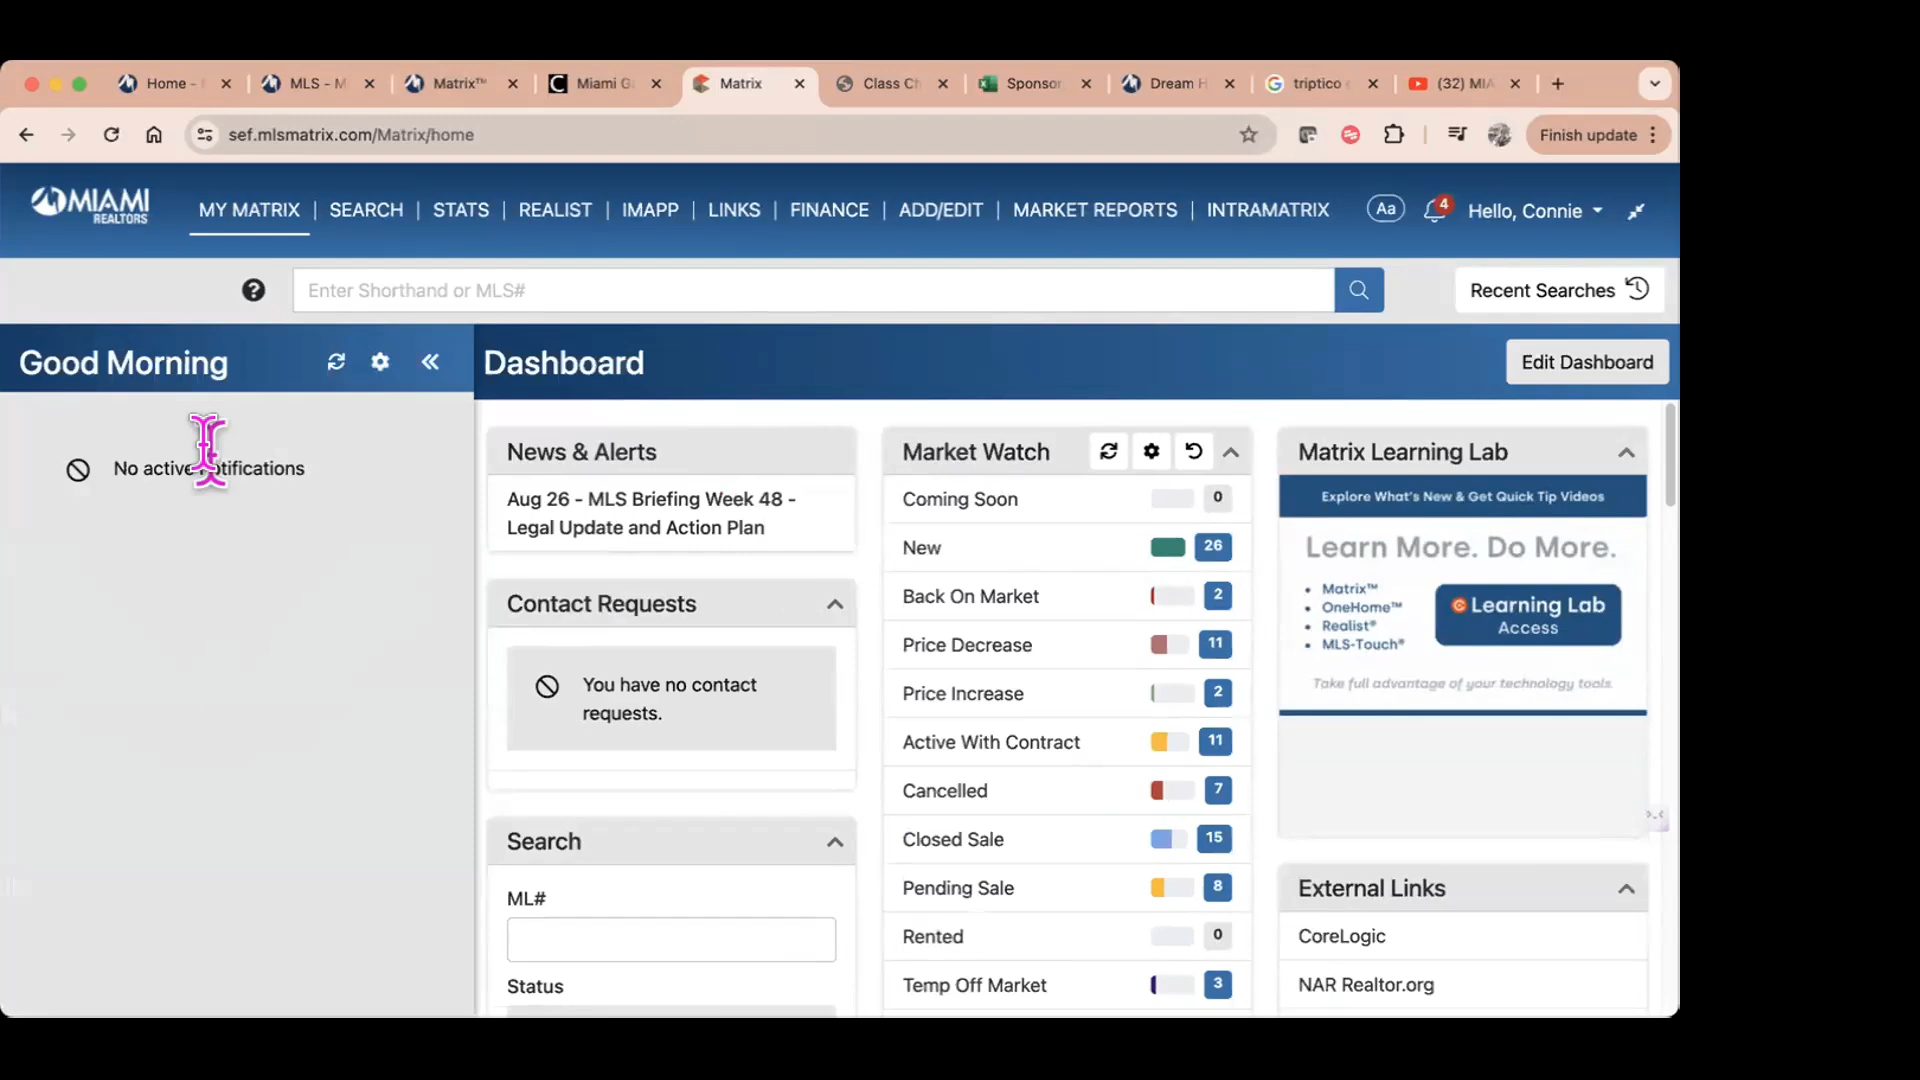 Home -
MLS - M
Matrix™
Miami G
Matrix
Class Ch
Sponsor
Dream H
triptico
(32) MIA
sef.mlsmatrix.com/Matrix/home
Finish update
MIAMI
REALTORS
MY MATRIX
SEARCH
STATS
REALIST
IMAPP
LINKS
FINANCE
ADD/EDIT
MARKET REPORTS
INTRAMATRIX
Aa
4
Hello, Connie
Enter Shorthand or MLS#
Recent Searches
Good Morning
No active notifications
Dashboard
Edit Dashboard
News & Alerts
Aug 26 - MLS Briefing Week 48 -
Legal Update and Action Plan
Contact Requests
You have no contact
requests.
Search
ML#
Status
Market Watch
Coming Soon 0
New 26
Back On Market 2
Price Decrease 11
Price Increase 2
Active With Contract 11
Cancelled 7
Closed Sale 15
Pending Sale 8
Rented 0
Temp Off Market 3
Matrix Learning Lab
Explore What's New & Get Quick Tip Videos
Learn More. Do More.
• Matrix™
• OneHome™
• Realist®
• MLS-Touch®
Learning Lab
Access
Take full advantage of your technology tools.
External Links
CoreLogic
NAR Realtor.org